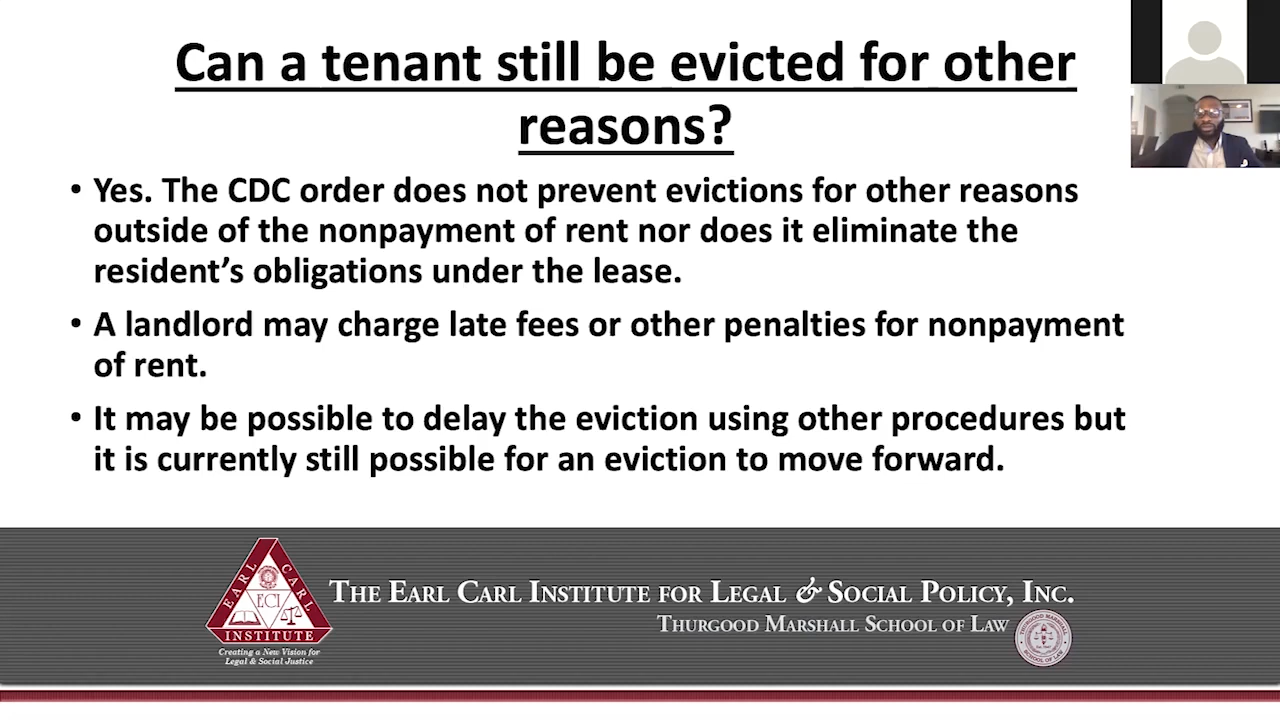 Can a tenant still be evicted for other
reasons?
• Yes. The CDC order does not prevent evictions for other reasons
outside of the nonpayment of rent nor does it eliminate the
resident’s obligations under the lease.
• A landlord may charge late fees or other penalties for nonpayment
of rent.
• It may be possible to delay the eviction using other procedures but
it is currently still possible for an eviction to move forward.
EARL CARL
ECI
INSTITUTE
Creating a New Vision for
Legal & Social Justice
THE EARL CARL INSTITUTE FOR LEGAL & SOCIAL POLICY, INC.
THURGOOD MARSHALL SCHOOL OF LAW
THURGOOD MARSHALL
SCHOOL OF LAW